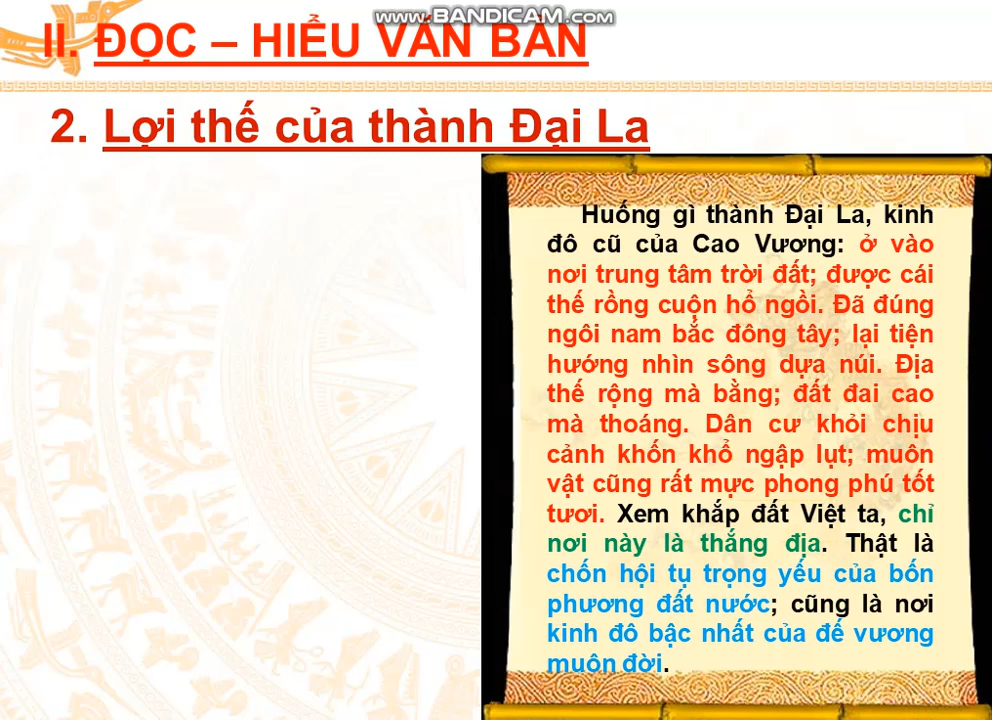 www.BANDICAM.com
II. ĐỌC – HIỂU VĂN BẢN
2. Lợi thế của thành Đại La
Huống gì thành Đại La, kinh
đô cũ của Cao Vương: ở vào
nơi trung tâm trời đất; được cái
thế rồng cuộn hổ ngồi. Đã đúng
ngôi nam bắc đông tây; lại tiện
hướng nhìn sông dựa núi. Địa
thế rộng mà bằng; đất đai cao
mà thoáng. Dân cư khỏi chịu
cảnh khốn khổ ngập lụt; muôn
vật cũng rất mực phong phú tốt
tươi. Xem khắp đất Việt ta, chỉ
nơi này là thắng địa. Thật là
chốn hội tụ trọng yếu của bốn
phương đất nước; cũng là nơi
kinh đô bậc nhất của đế vương
muôn đời.